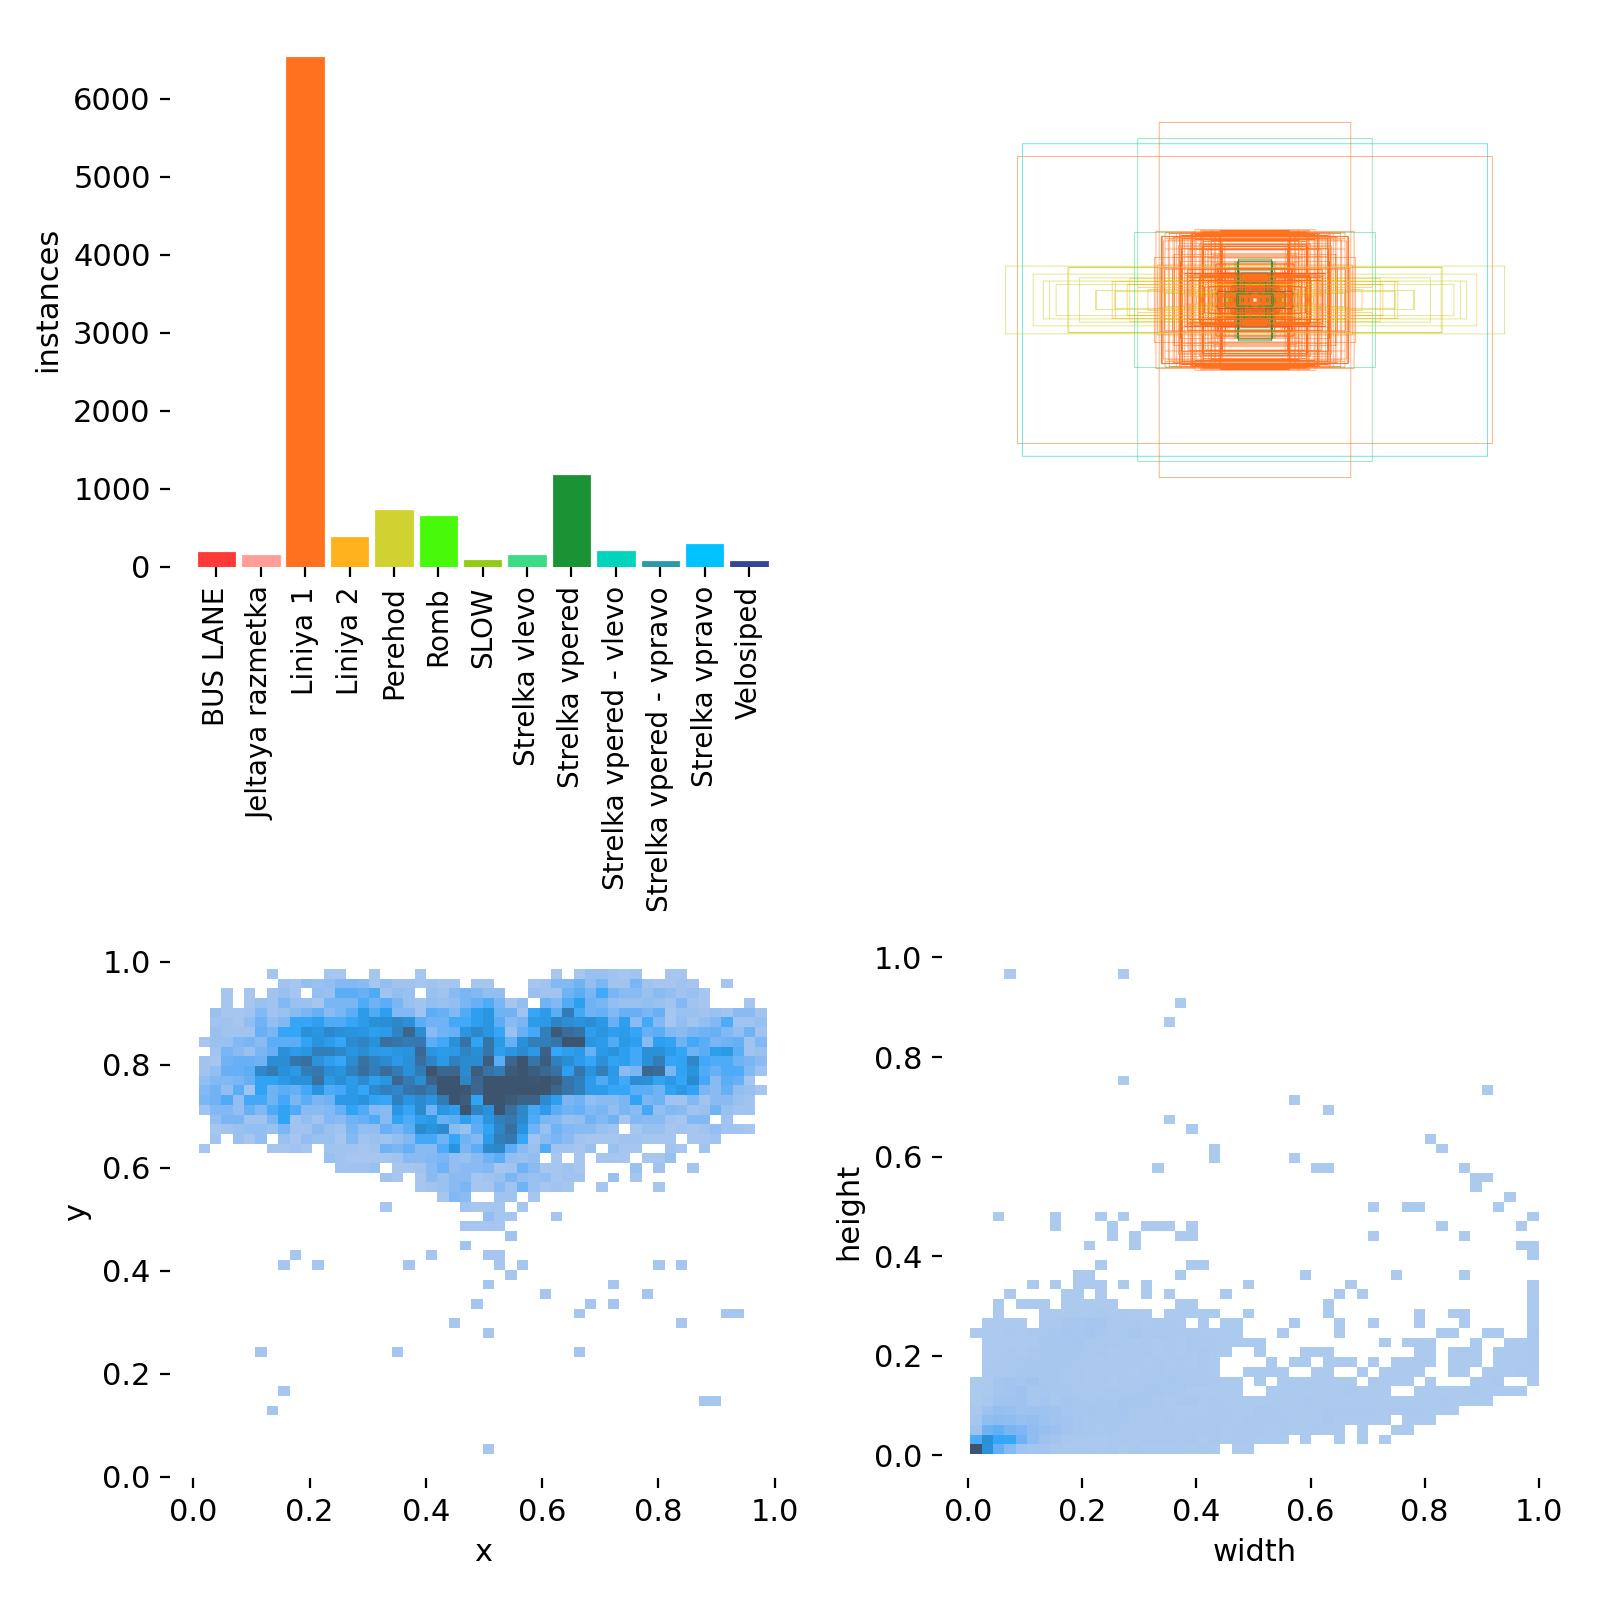 instances
6000
5000
4000
3000
2000
1000
0
BUS LANE
Jeltaya razmetka
Liniya 1
Liniya 2
Perehod
Romb
SLOW
Strelka vlevo
Strelka vpered
Strelka vpered - vlevo
Strelka vpered - vpravo
Strelka vpravo
Velosiped
y
1.0
0.8
0.6
0.4
0.2
0.0
0.0 0.2 0.4 0.6 0.8 1.0
x
height
1.0
0.8
0.6
0.4
0.2
0.0
0.0 0.2 0.4 0.6 0.8 1.0
width